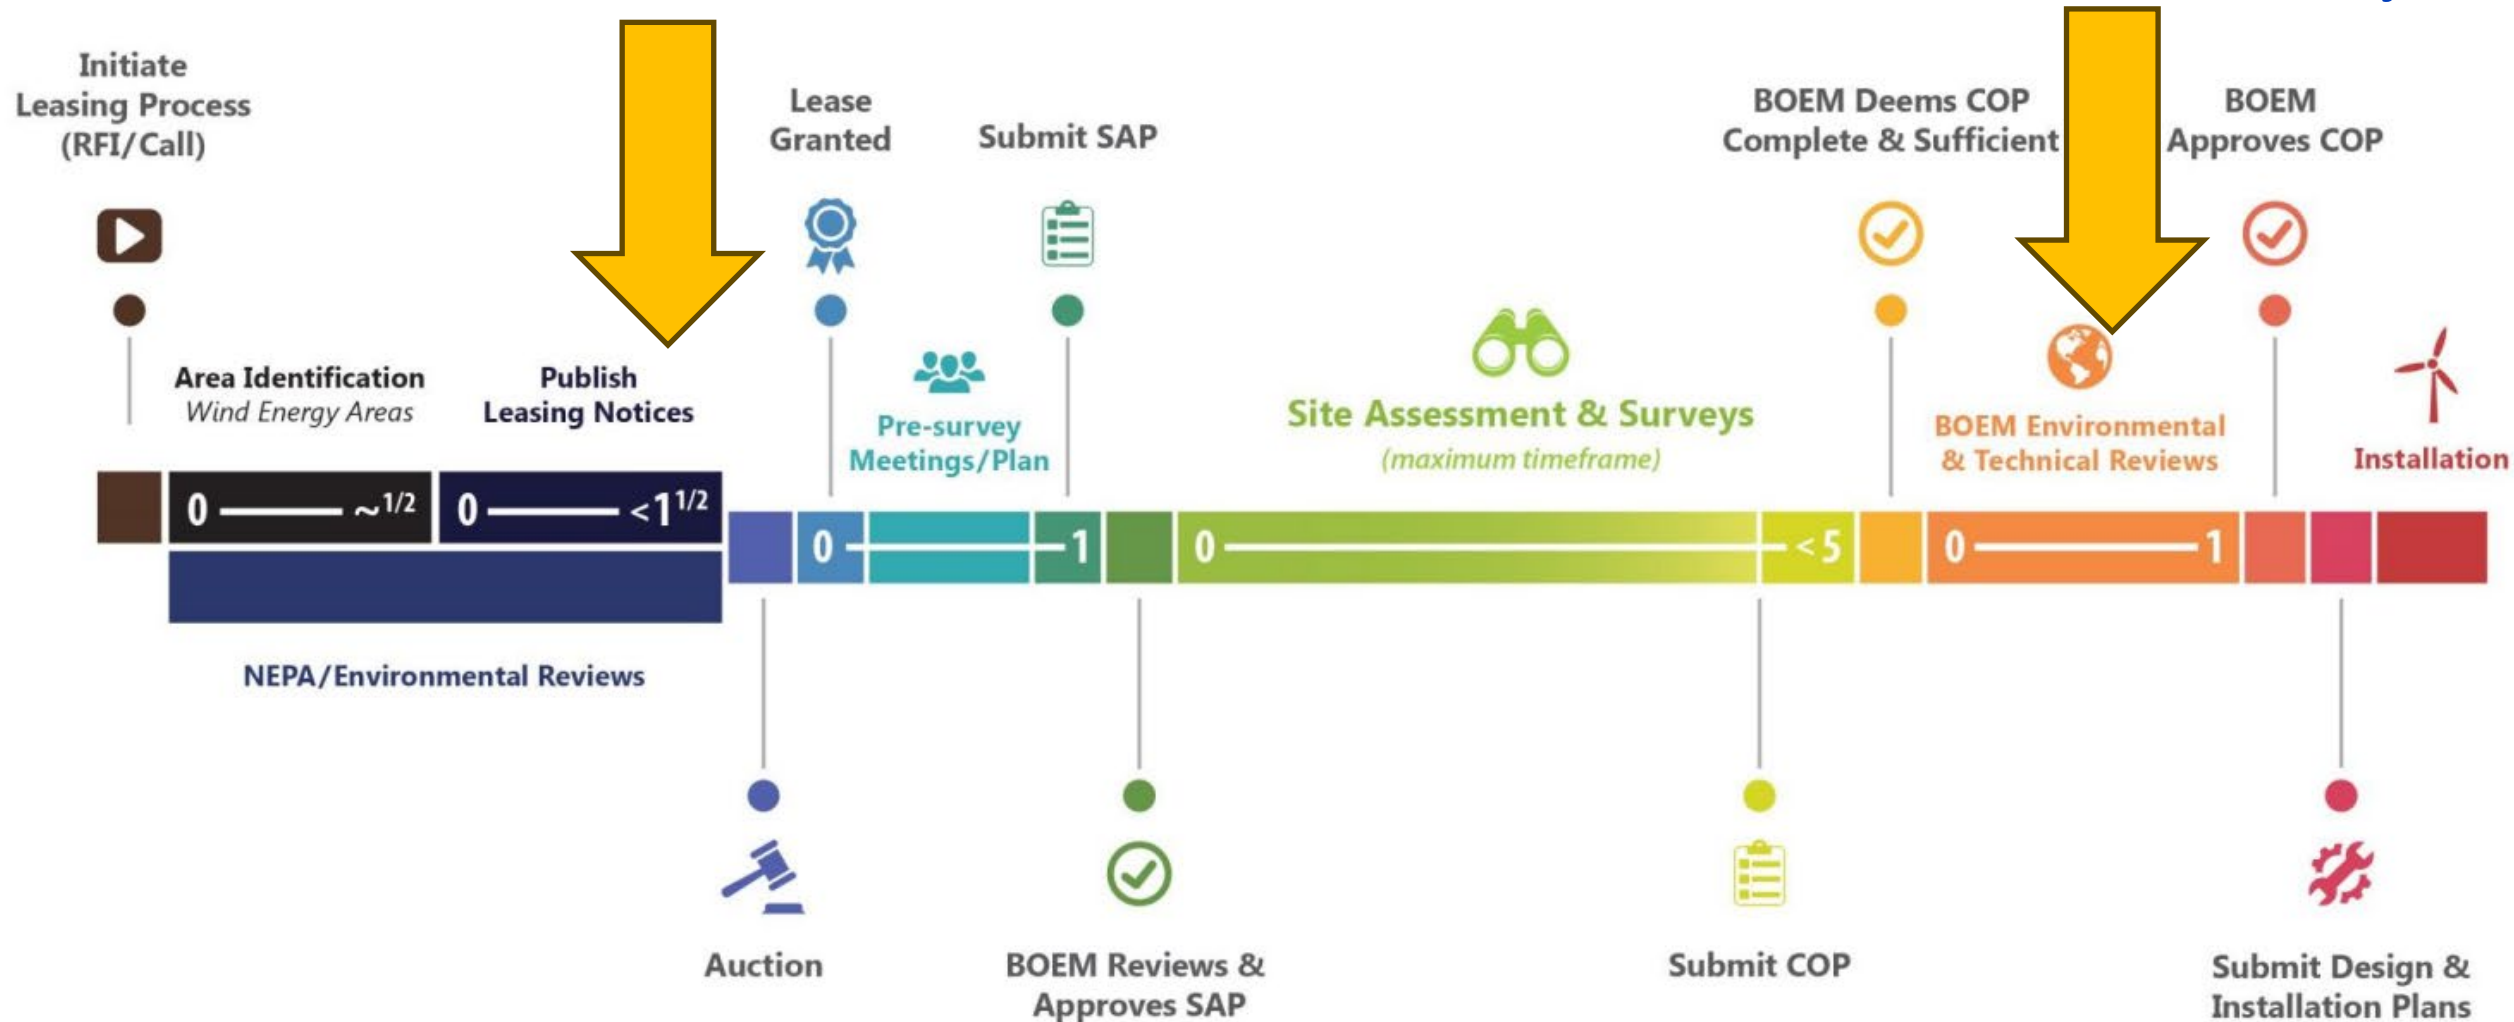 Initiate
Leasing Process
(RFI/Call)
Lease
Granted
Submit SAP
BOEM Deems COP
Complete & Sufficient
BOEM
Approves COP
Area Identification
Wind Energy Areas
Publish
Leasing Notices
Pre-survey
Meetings/Plan
Site Assessment & Surveys
(maximum timeframe)
BOEM Environmental
& Technical Reviews
Installation
0 ~1/2
0 <1 1/2
0 1
0 <5
0 1
NEPA/Environmental Reviews
Auction
BOEM Reviews &
Approves SAP
Submit COP
Submit Design &
Installation Plans